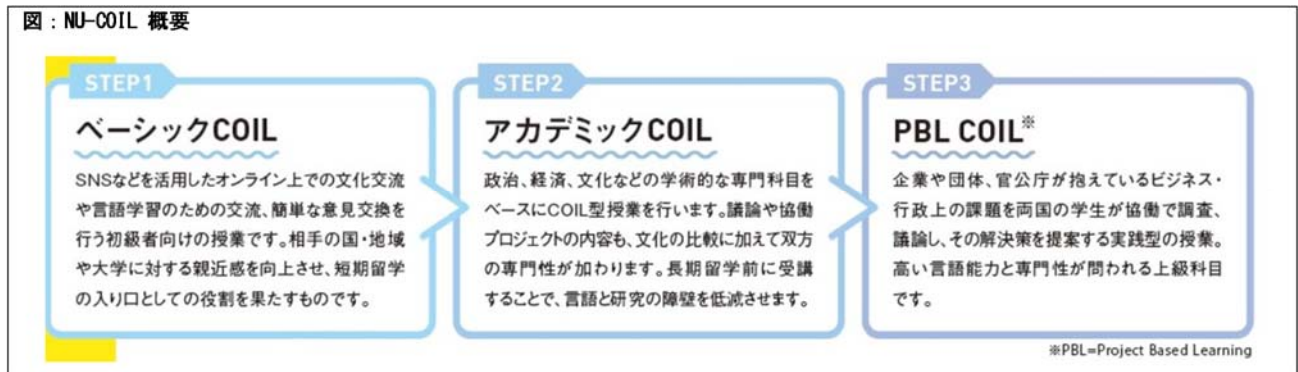 図：NU-COIL 概要
STEP1
ベーシックCOIL
SNSなどを活用したオンライン上での文化交流
や言語学習のための交流、簡単な意見交換を
行う初級者向けの授業です。相手の国・地域
や大学に対する親近感を向上させ、短期留学
の入り口としての役割を果たすものです。
STEP2
アカデミックCOIL
政治、経済、文化などの学術的な専門科目を
ベースにCOIL型授業を行います。議論や協働
プロジェクトの内容も、文化の比較に加えて双方
の専門性が加わります。長期留学前に受講
することで、言語と研究の障壁を低減させます。
STEP3
PBL COIL※
企業や団体、官公庁が抱えているビジネス・
行政上の課題を両国の学生が協働で調査、
議論し、その解決策を提案する実践型の授業。
高い言語能力と専門性が問われる上級科目
です。
※PBL=Project Based Learning